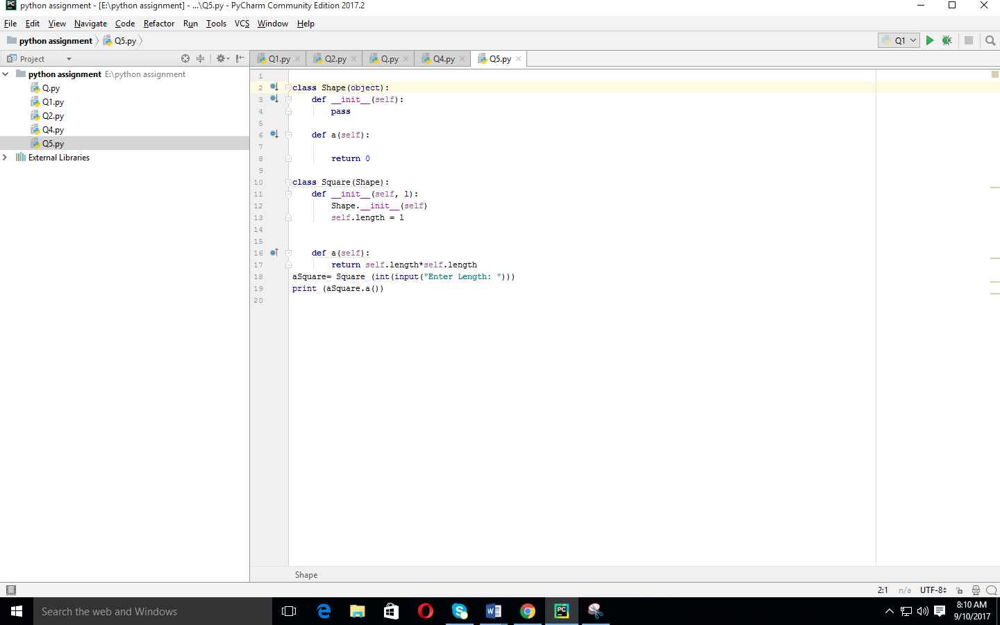 python assignment - [E:\python assignment] - ...\Q5.py - PyCharm Community Edition 2017.2
File Edit View Navigate Code Refactor Run Tools VCS Window Help
python assignment Q5.py Q1
Project Q1.py Q2.py Q.py Q4.py Q5.py
python assignment E:\python assignment
Q.py
Q1.py
Q2.py
Q4.py
Q5.py
External Libraries
1
2 class Shape(object):
3     def __init__(self):
4         pass
5
6     def a(self):
7
8         return 0
9
10 class Square(Shape):
11     def __init__(self, l):
12         Shape.__init__(self)
13         self.length = l
14
15
16     def a(self):
17         return self.length*self.length
18 aSquare= Square (int(input("Enter Length: ")))
19 print (aSquare.a())
20
Shape
2:1 n/a UTF-8
Search the web and Windows
8:10 AM
9/10/2017